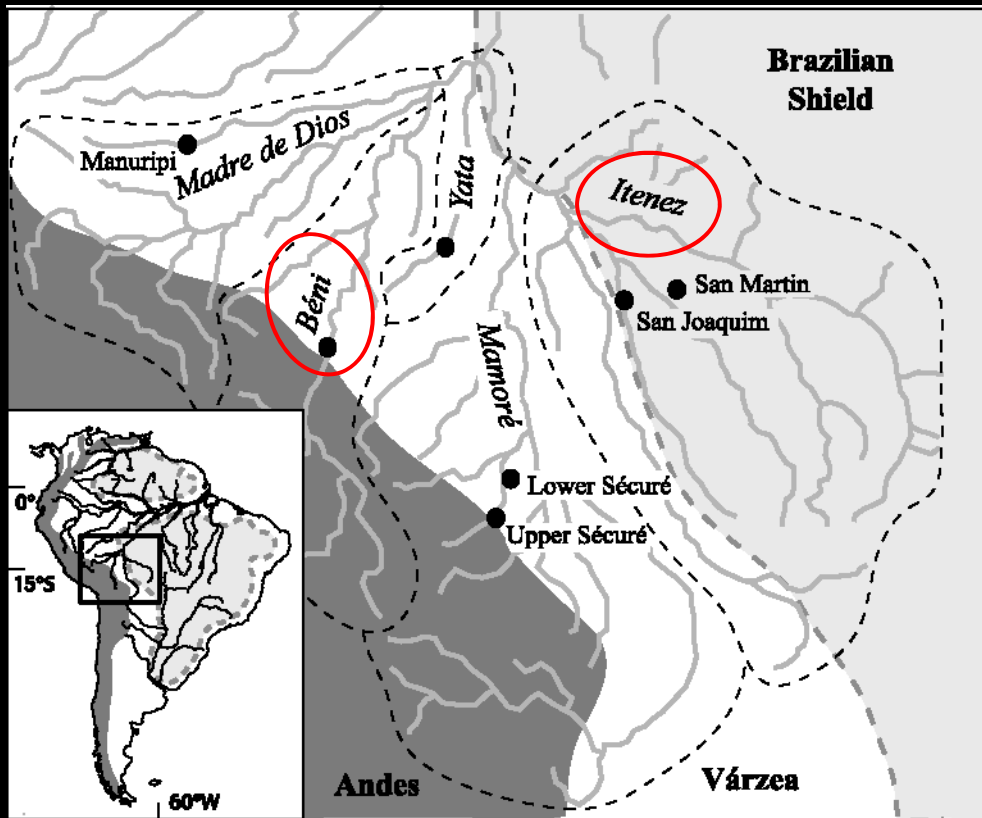 Brazilian
Shield
Manuripi
Madre de Dios
Yata
Itenez
Béni
San Martin
San Joaquim
Mamoré
Lower Sécuré
Upper Sécuré
0°
15°S
60°W
Andes
Várzea